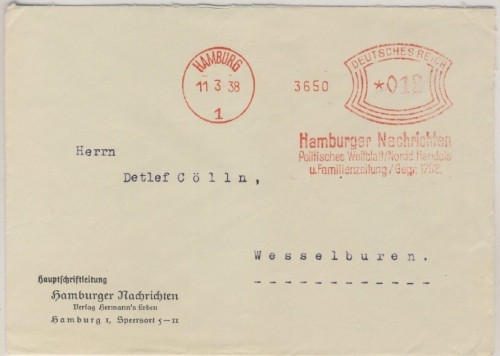 HAMBURG
11 3 38
1
3650
DEUTSCHES REICH
*012
Hamburger Nachrichten
Politisches Weltblatt/Nordd. Handels
u. Familienzeitung/Gegr. 1792.
Herrn
Detlef Cölln,
Wesselburen.
Hauptschriftleitung
Hamburger Nachrichten
Verlag Hermann's Erben
Hamburg 1, Speersort 5–11